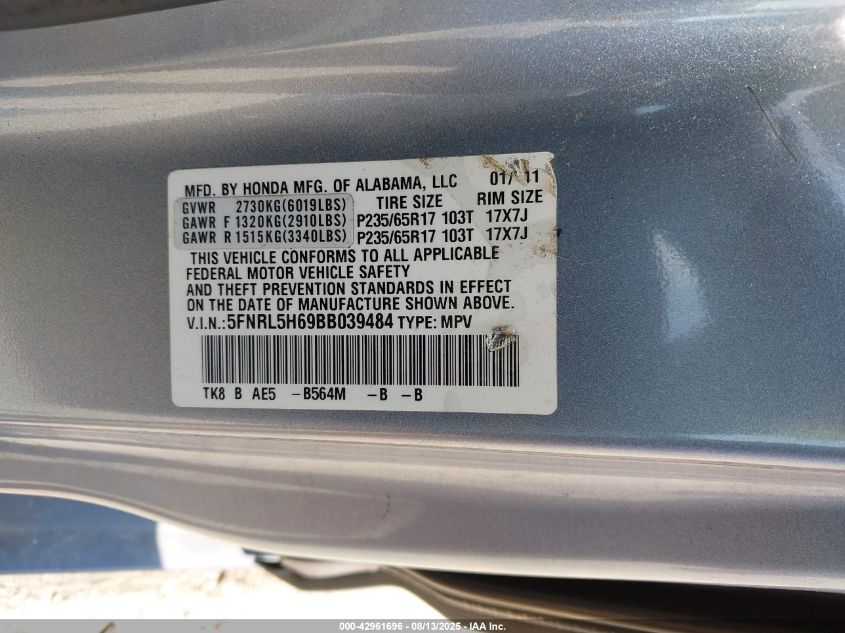 MFD. BY HONDA MFG. OF ALABAMA, LLC 01/ 11
GVWR 2730KG(6019LBS) TIRE SIZE RIM SIZE
GAWR F 1320KG(2910LBS) P235/65R17 103T 17X7J
GAWR R 1515KG(3340LBS) P235/65R17 103T 17X7J
THIS VEHICLE CONFORMS TO ALL APPLICABLE
FEDERAL MOTOR VEHICLE SAFETY
AND THEFT PREVENTION STANDARDS IN EFFECT
ON THE DATE OF MANUFACTURE SHOWN ABOVE.
V.I.N.:5FNRL5H69BB039484 TYPE: MPV
TK8 B AE5 -B564M -B -B
000-42961696 - 08/13/2025 - IAA Inc.